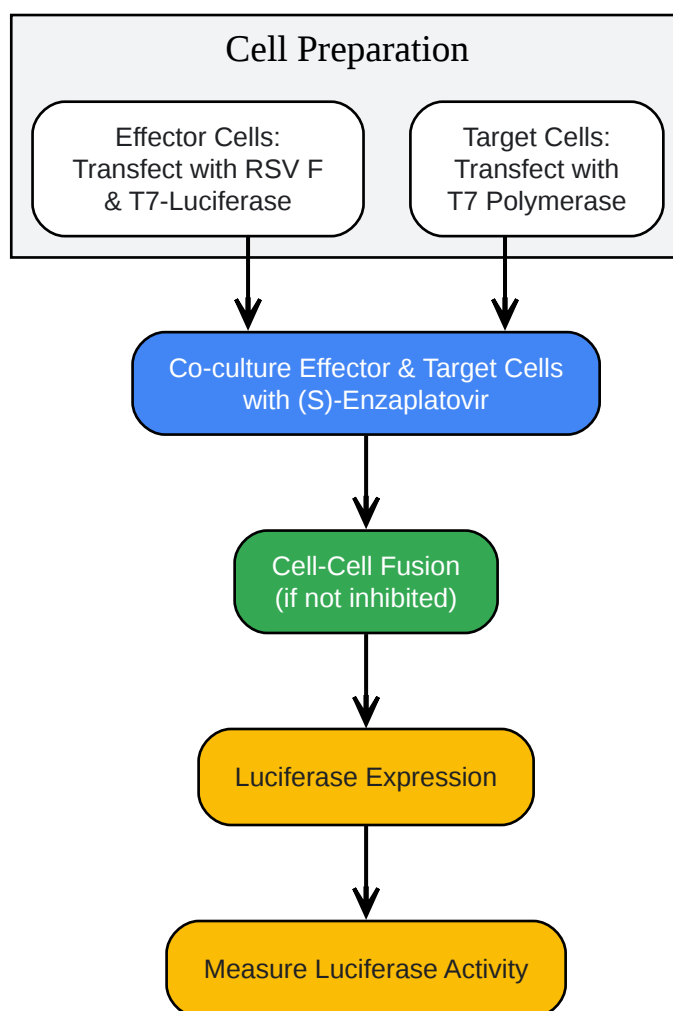 Cell Preparation
Effector Cells:
Transfect with RSV F
& T7-Luciferase
Target Cells:
Transfect with
T7 Polymerase
Co-culture Effector & Target Cells
with (S)-Enzaplatovir
Cell-Cell Fusion
(if not inhibited)
Luciferase Expression
Measure Luciferase Activity